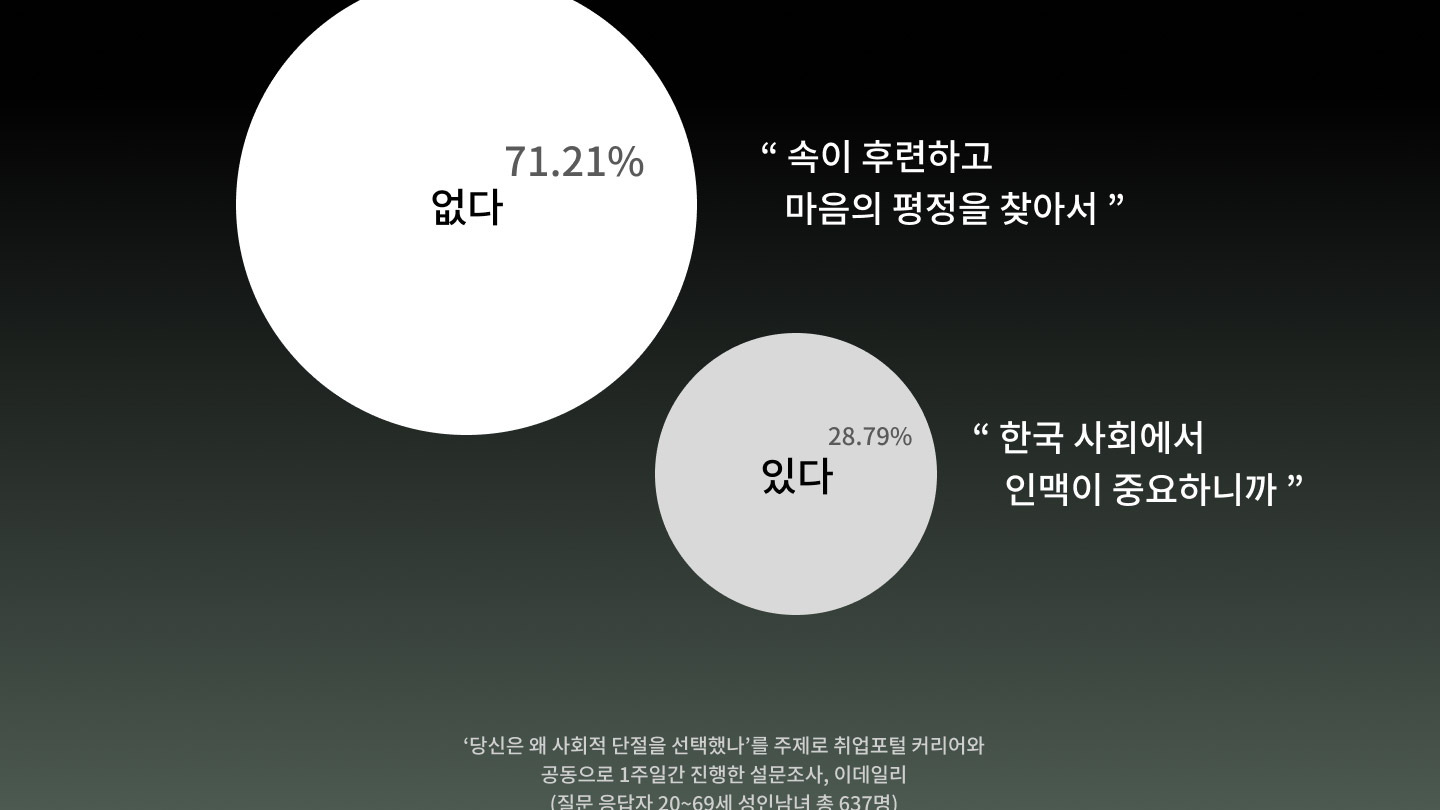 71.21%
없다
“ 속이 후련하고
마음의 평정을 찾아서 ”
28.79%
있다
“ 한국 사회에서
인맥이 중요하니까 ”
‘당신은 왜 사회적 단절을 선택했나’를 주제로 취업포털 커리어와
공동으로 1주일간 진행한 설문조사, 이데일리
(질문 응답자 20~69세 성인남녀 총 637명)